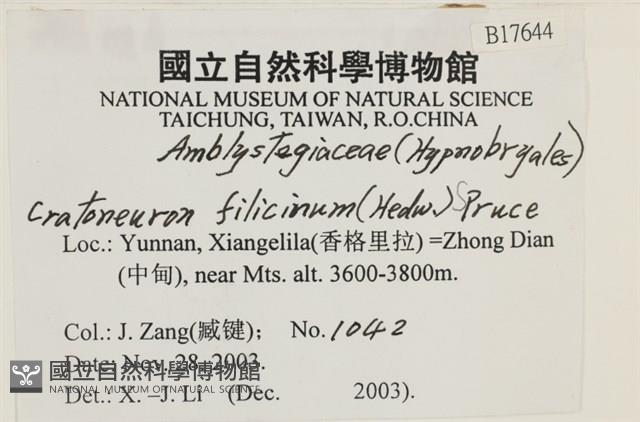 B17644
國立自然科學博物館
NATIONAL MUSEUM OF NATURAL SCIENCE
TAICHUNG, TAIWAN, R.O.CHINA
Amblystegiaceae (Hypnobryales)
Cratoneuron filicinum (Hedw.) Spruce
Loc.: Yunnan, Xiangelila(香格里拉) =Zhong Dian
(中甸), near Mts. alt. 3600-3800m.
Col.: J. Zang(臧键); No. 1042
Date: Nov. 28, 2003.
國立自然科學博物館
NATIONAL MUSEUM OF NATURAL SCIENCE
Det.: X. –J. Li (Dec. 2003).